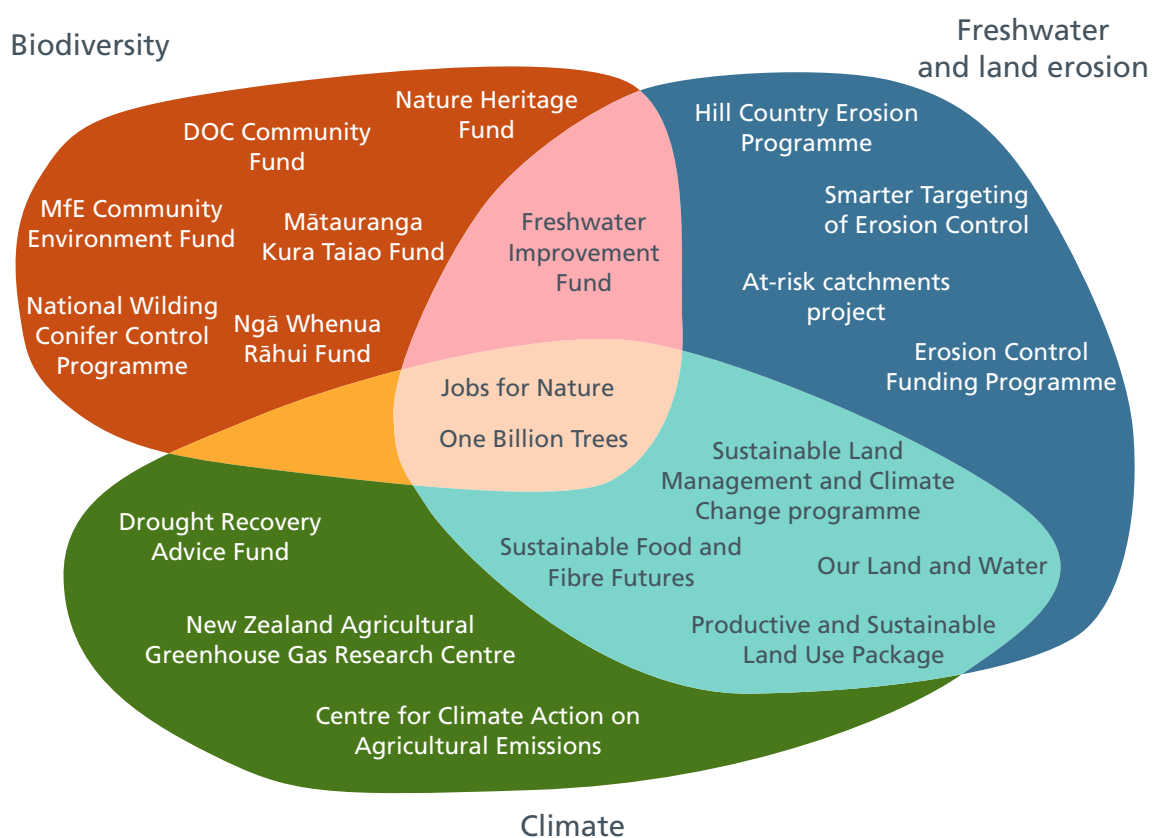 Biodiversity
Freshwater
and land erosion
Nature Heritage
Fund
DOC Community
Fund
MfE Community
Environment Fund
Mātauranga
Kura Taiao Fund
National Wilding
Conifer Control
Programme
Ngā Whenua
Rāhui Fund
Freshwater
Improvement
Fund
Hill Country Erosion
Programme
Smarter Targeting
of Erosion Control
At-risk catchments
project
Erosion Control
Funding Programme
Jobs for Nature
One Billion Trees
Sustainable Land
Management and Climate
Change programme
Sustainable Food and
Fibre Futures
Our Land and Water
Productive and Sustainable
Land Use Package
Drought Recovery
Advice Fund
New Zealand Agricultural
Greenhouse Gas Research Centre
Centre for Climate Action on
Agricultural Emissions
Climate